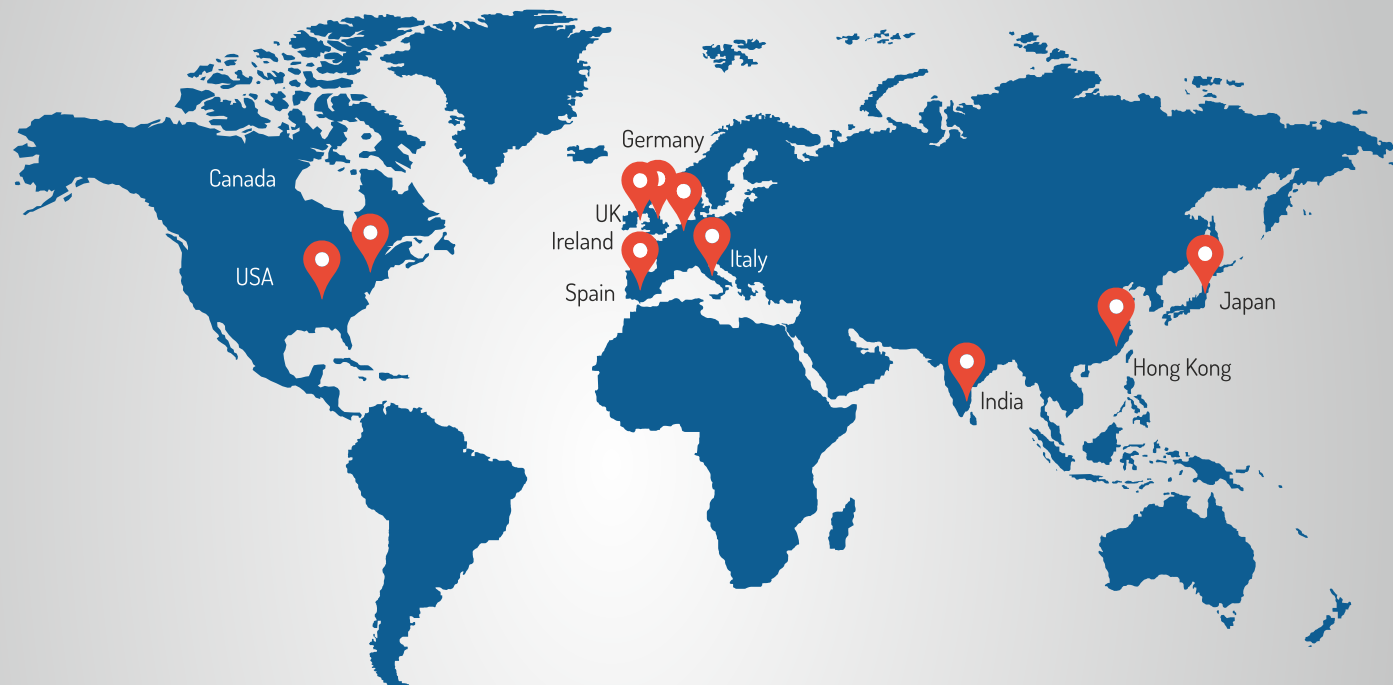 Germany
Canada
UK
Ireland
Italy
USA
Spain
Japan
Hong Kong
India